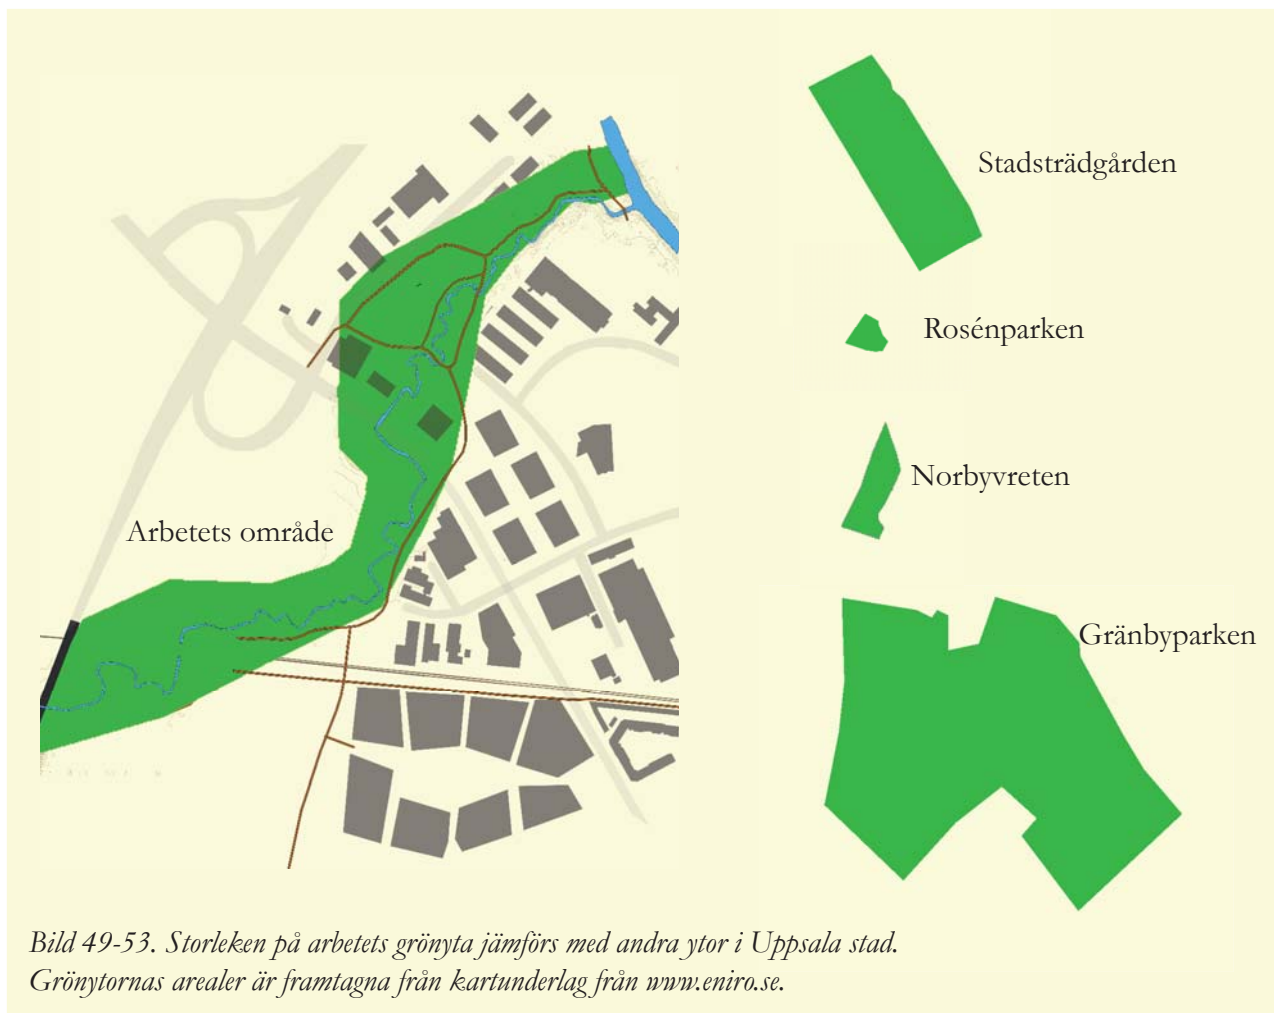 Stadsträdgården
Rosénparken
Norbyvreten
Arbetets område
Gränbyparken
Bild 49-53. Storleken på arbetets grönyta jämförs med andra ytor i Uppsala stad.
Grönytornas arealer är framtagna från kartunderlag från www.eniro.se.